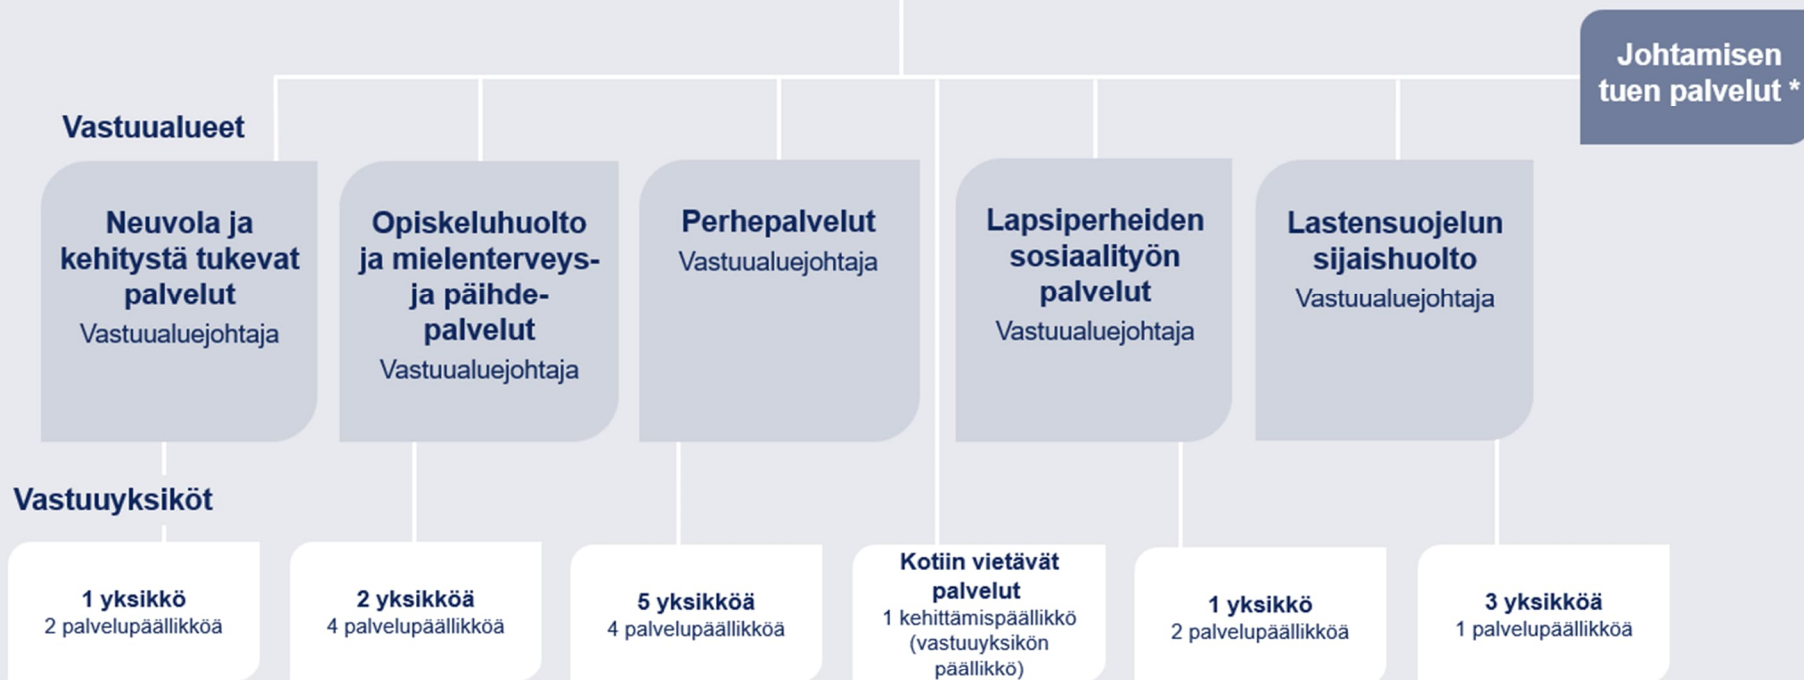 Johtamisen
tuen palvelut *
Vastuualueet
Neuvola ja
kehitystä tukevat
palvelut
Vastuualuejohtaja
Opiskeluhuolto
ja mielenterveys-
ja päihde-
palvelut
Vastuualuejohtaja
Perhepalvelut
Vastuualuejohtaja
Lapsiperheiden
sosiaalityön
palvelut
Vastuualuejohtaja
Lastensuojelun
sijaishuolto
Vastuualuejohtaja
Vastuuyksiköt
1 yksikkö
2 palvelupäällikköä
2 yksikköä
4 palvelupäällikköä
5 yksikköä
4 palvelupäällikköä
Kotiin vietävät
palvelut
1 kehittämispäällikkö
(vastuuyksikön
päällikkö)
1 yksikkö
2 palvelupäällikköä
3 yksikköä
1 palvelupäällikköä